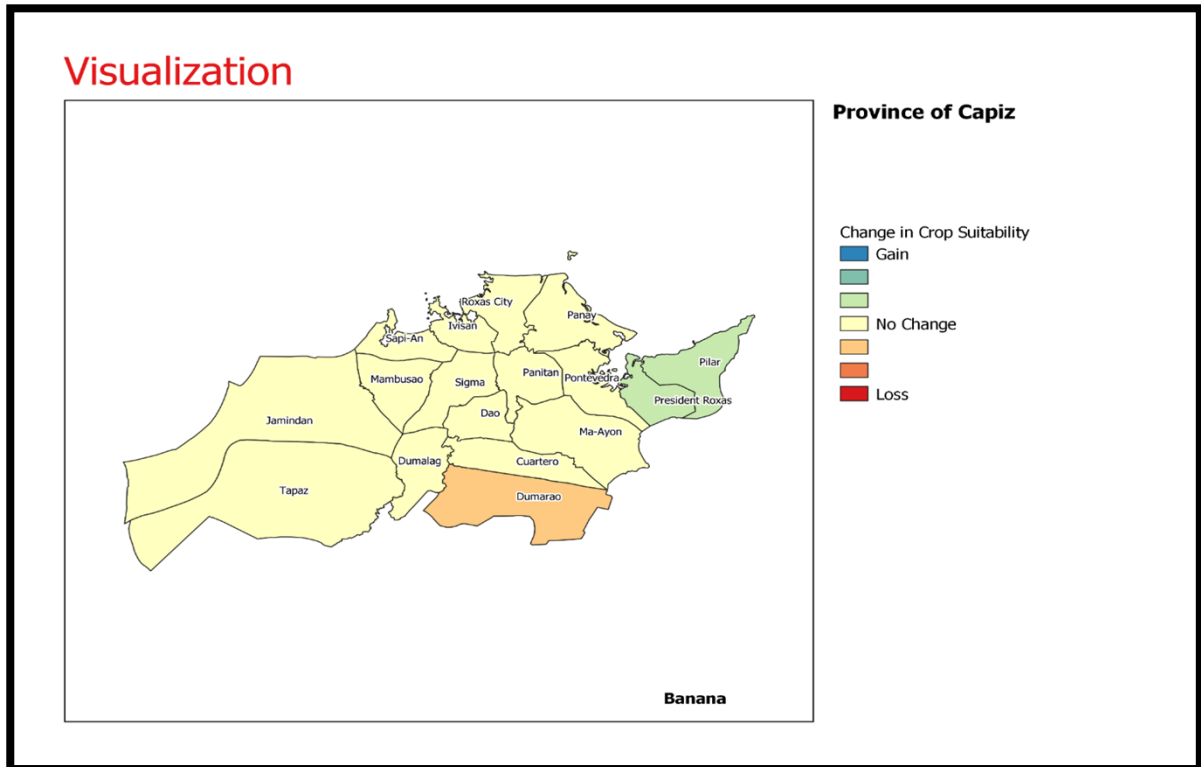 Visualization
Province of Capiz
Change in Crop Suitability
Gain
No Change
Loss
Roxas City
Panay
Ivisan
Sapi-An
Pilar
Mambusao
Sigma
Panitan
Pontevedra
President Roxas
Dao
Jamindan
Ma-Ayon
Dumalag
Cuartero
Tapaz
Dumarao
Banana